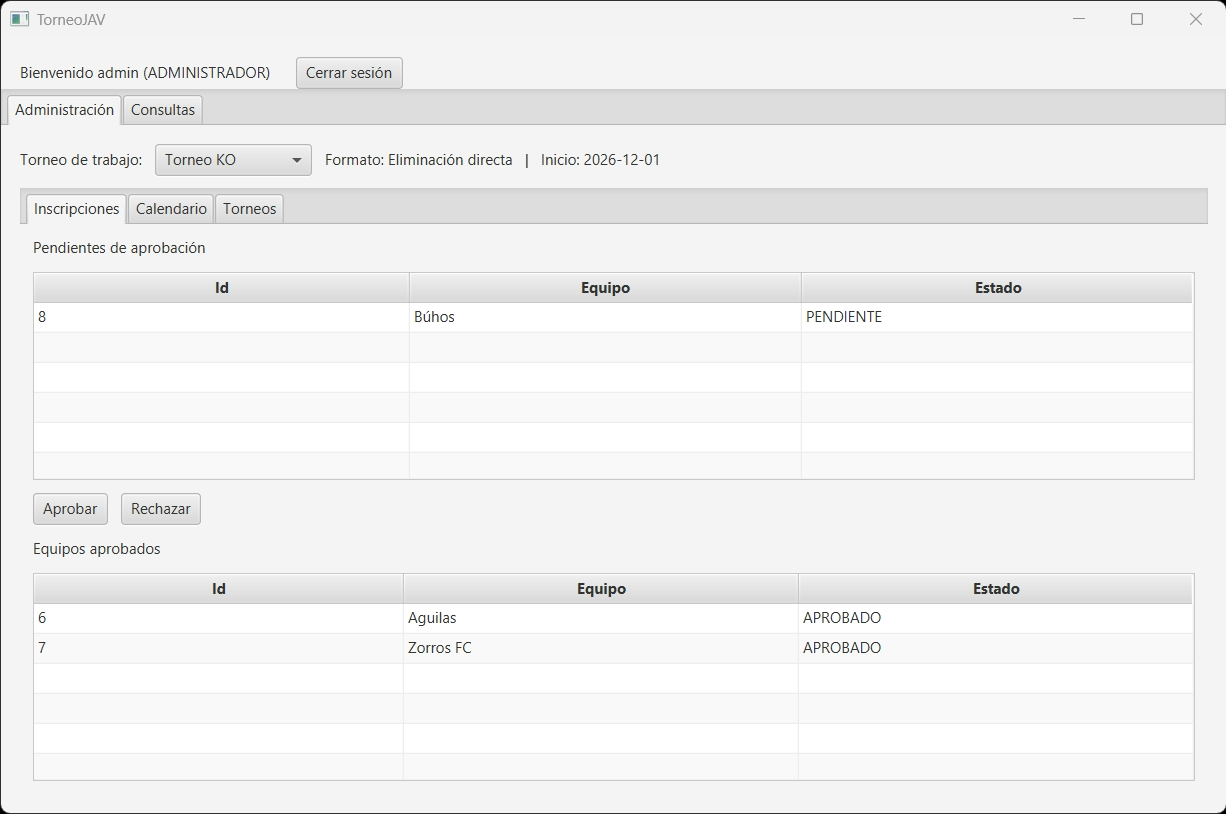 TorneoJAV
Bienvenido admin (ADMINISTRADOR) Cerrar sesión
Administración Consultas
Torneo de trabajo: Torneo KO Formato: Eliminación directa | Inicio: 2026-12-01
Inscripciones Calendario Torneos
Pendientes de aprobación
Id Equipo Estado
8 Búhos PENDIENTE
Aprobar Rechazar
Equipos aprobados
Id Equipo Estado
6 Aguilas APROBADO
7 Zorros FC APROBADO